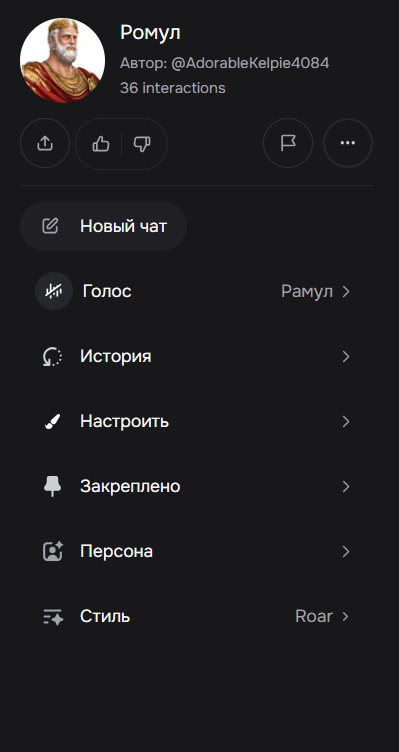 Ромул
Автор: @AdorableKelpie4084
36 interactions
Новый чат
Голос
Рамул
История
Настроить
Закреплено
Персона
Стиль
Roar